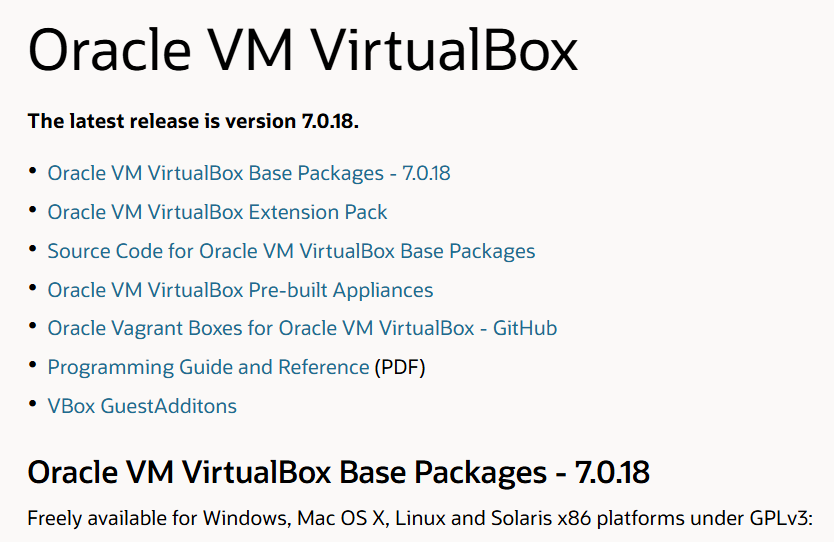 Oracle VM VirtualBox
The latest release is version 7.0.18.
• Oracle VM VirtualBox Base Packages - 7.0.18
• Oracle VM VirtualBox Extension Pack
• Source Code for Oracle VM VirtualBox Base Packages
• Oracle VM VirtualBox Pre-built Appliances
• Oracle Vagrant Boxes for Oracle VM VirtualBox - GitHub
• Programming Guide and Reference (PDF)
• VBox GuestAdditons
Oracle VM VirtualBox Base Packages - 7.0.18
Freely available for Windows, Mac OS X, Linux and Solaris x86 platforms under GPLv3: